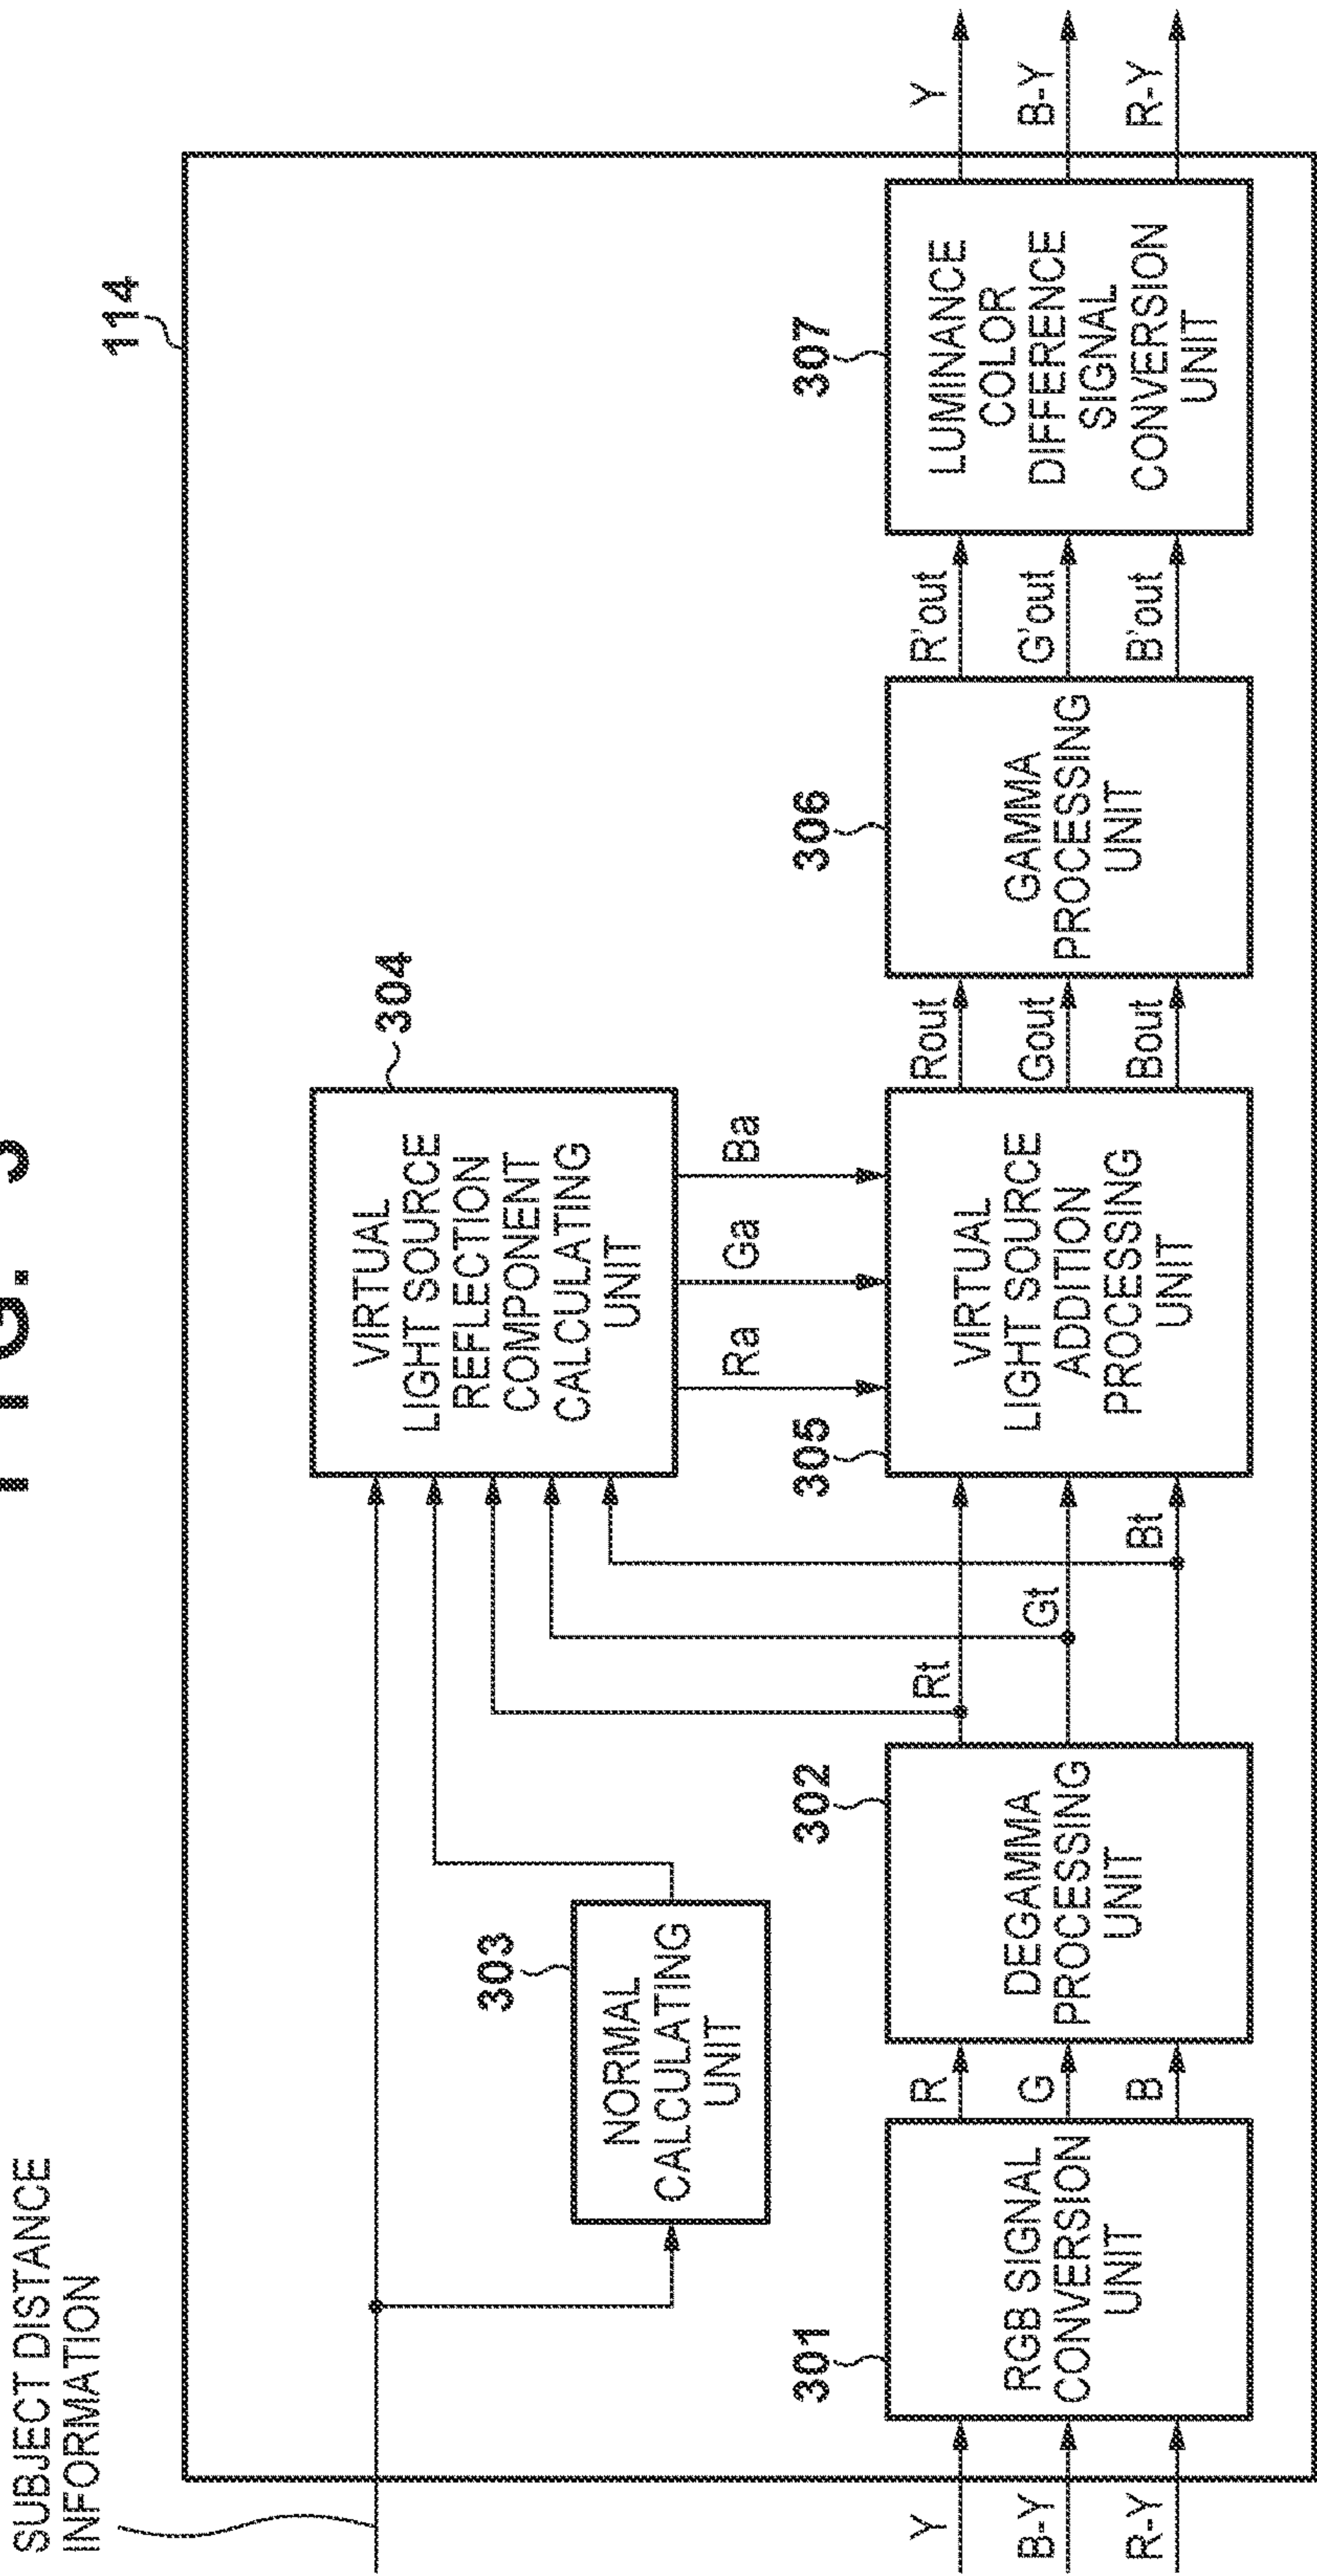 FIG. 3
SUBJECT DISTANCE
INFORMATION
114
304
VIRTUAL
LIGHT SOURCE
REFLECTION
COMPONENT
CALCULATING
UNIT
303
NORMAL
CALCULATING
UNIT
Ra
Ga
Ba
301
RGB SIGNAL
CONVERSION
UNIT
Y
B-Y
R-Y
R
G
B
302
DEGAMMA
PROCESSING
UNIT
Rt
Gt
Bt
305
VIRTUAL
LIGHT SOURCE
ADDITION
PROCESSING
UNIT
Rout
Gout
Bout
306
GAMMA
PROCESSING
UNIT
R'out
G'out
B'out
307
LUMINANCE
COLOR
DIFFERENCE
SIGNAL
CONVERSION
UNIT
Y
B-Y
R-Y